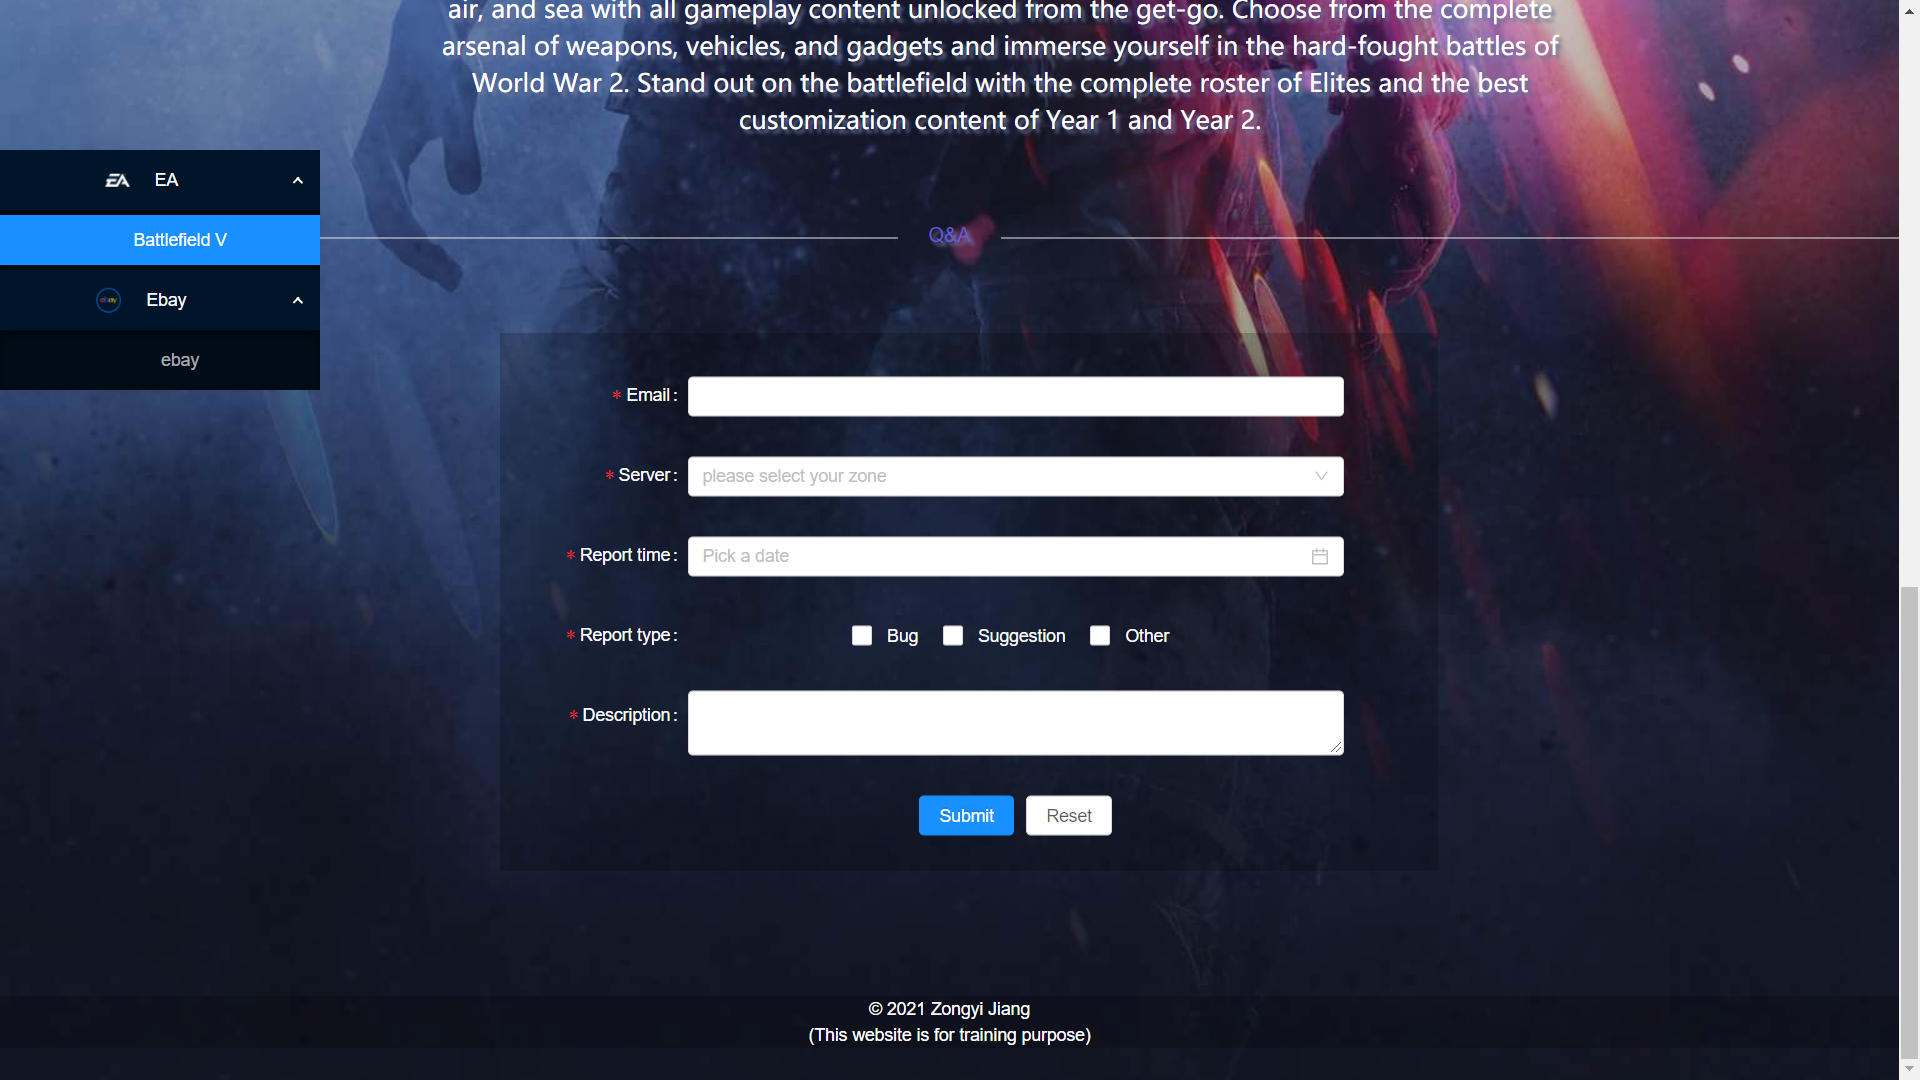 air, and sea with all gameplay content unlocked from the get-go. Choose from the complete
arsenal of weapons, vehicles, and gadgets and immerse yourself in the hard-fought battles of
World War 2. Stand out on the battlefield with the complete roster of Elites and the best
customization content of Year 1 and Year 2.
EA EA
Battlefield V
Q&A
ebay Ebay
ebay
* Email :
* Server : please select your zone
* Report time : Pick a date
* Report type : Bug Suggestion Other
* Description :
Submit Reset
© 2021 Zongyi Jiang
(This website is for training purpose)